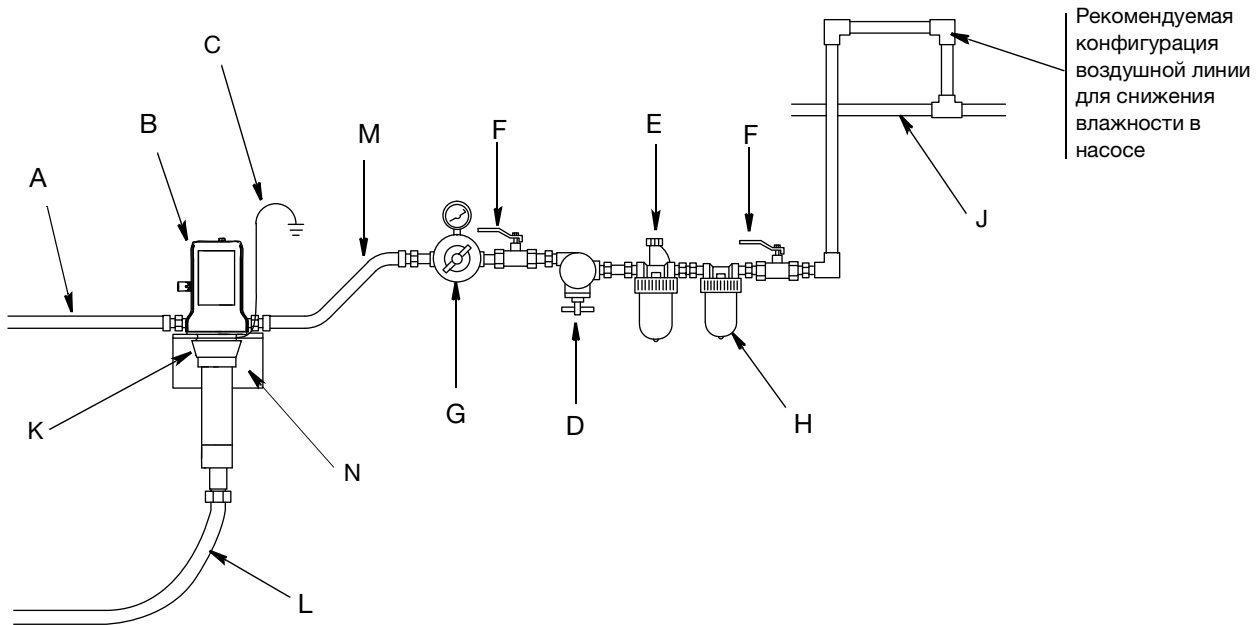 Рекомендуемая
конфигурация
воздушной линии
для снижения
влажности в
насосе
C
B
M
F
E
F
A
J
G
D
H
K
N
L